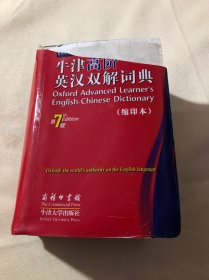 牛津高阶
英汉双解词典
Oxford Advanced Learner's
English-Chinese Dictionary
第7版 Edition
(缩印本)
Oxford, the world's authority on the English language
商务印书馆
The Commercial Press
牛津大学出版社
Oxford University Press